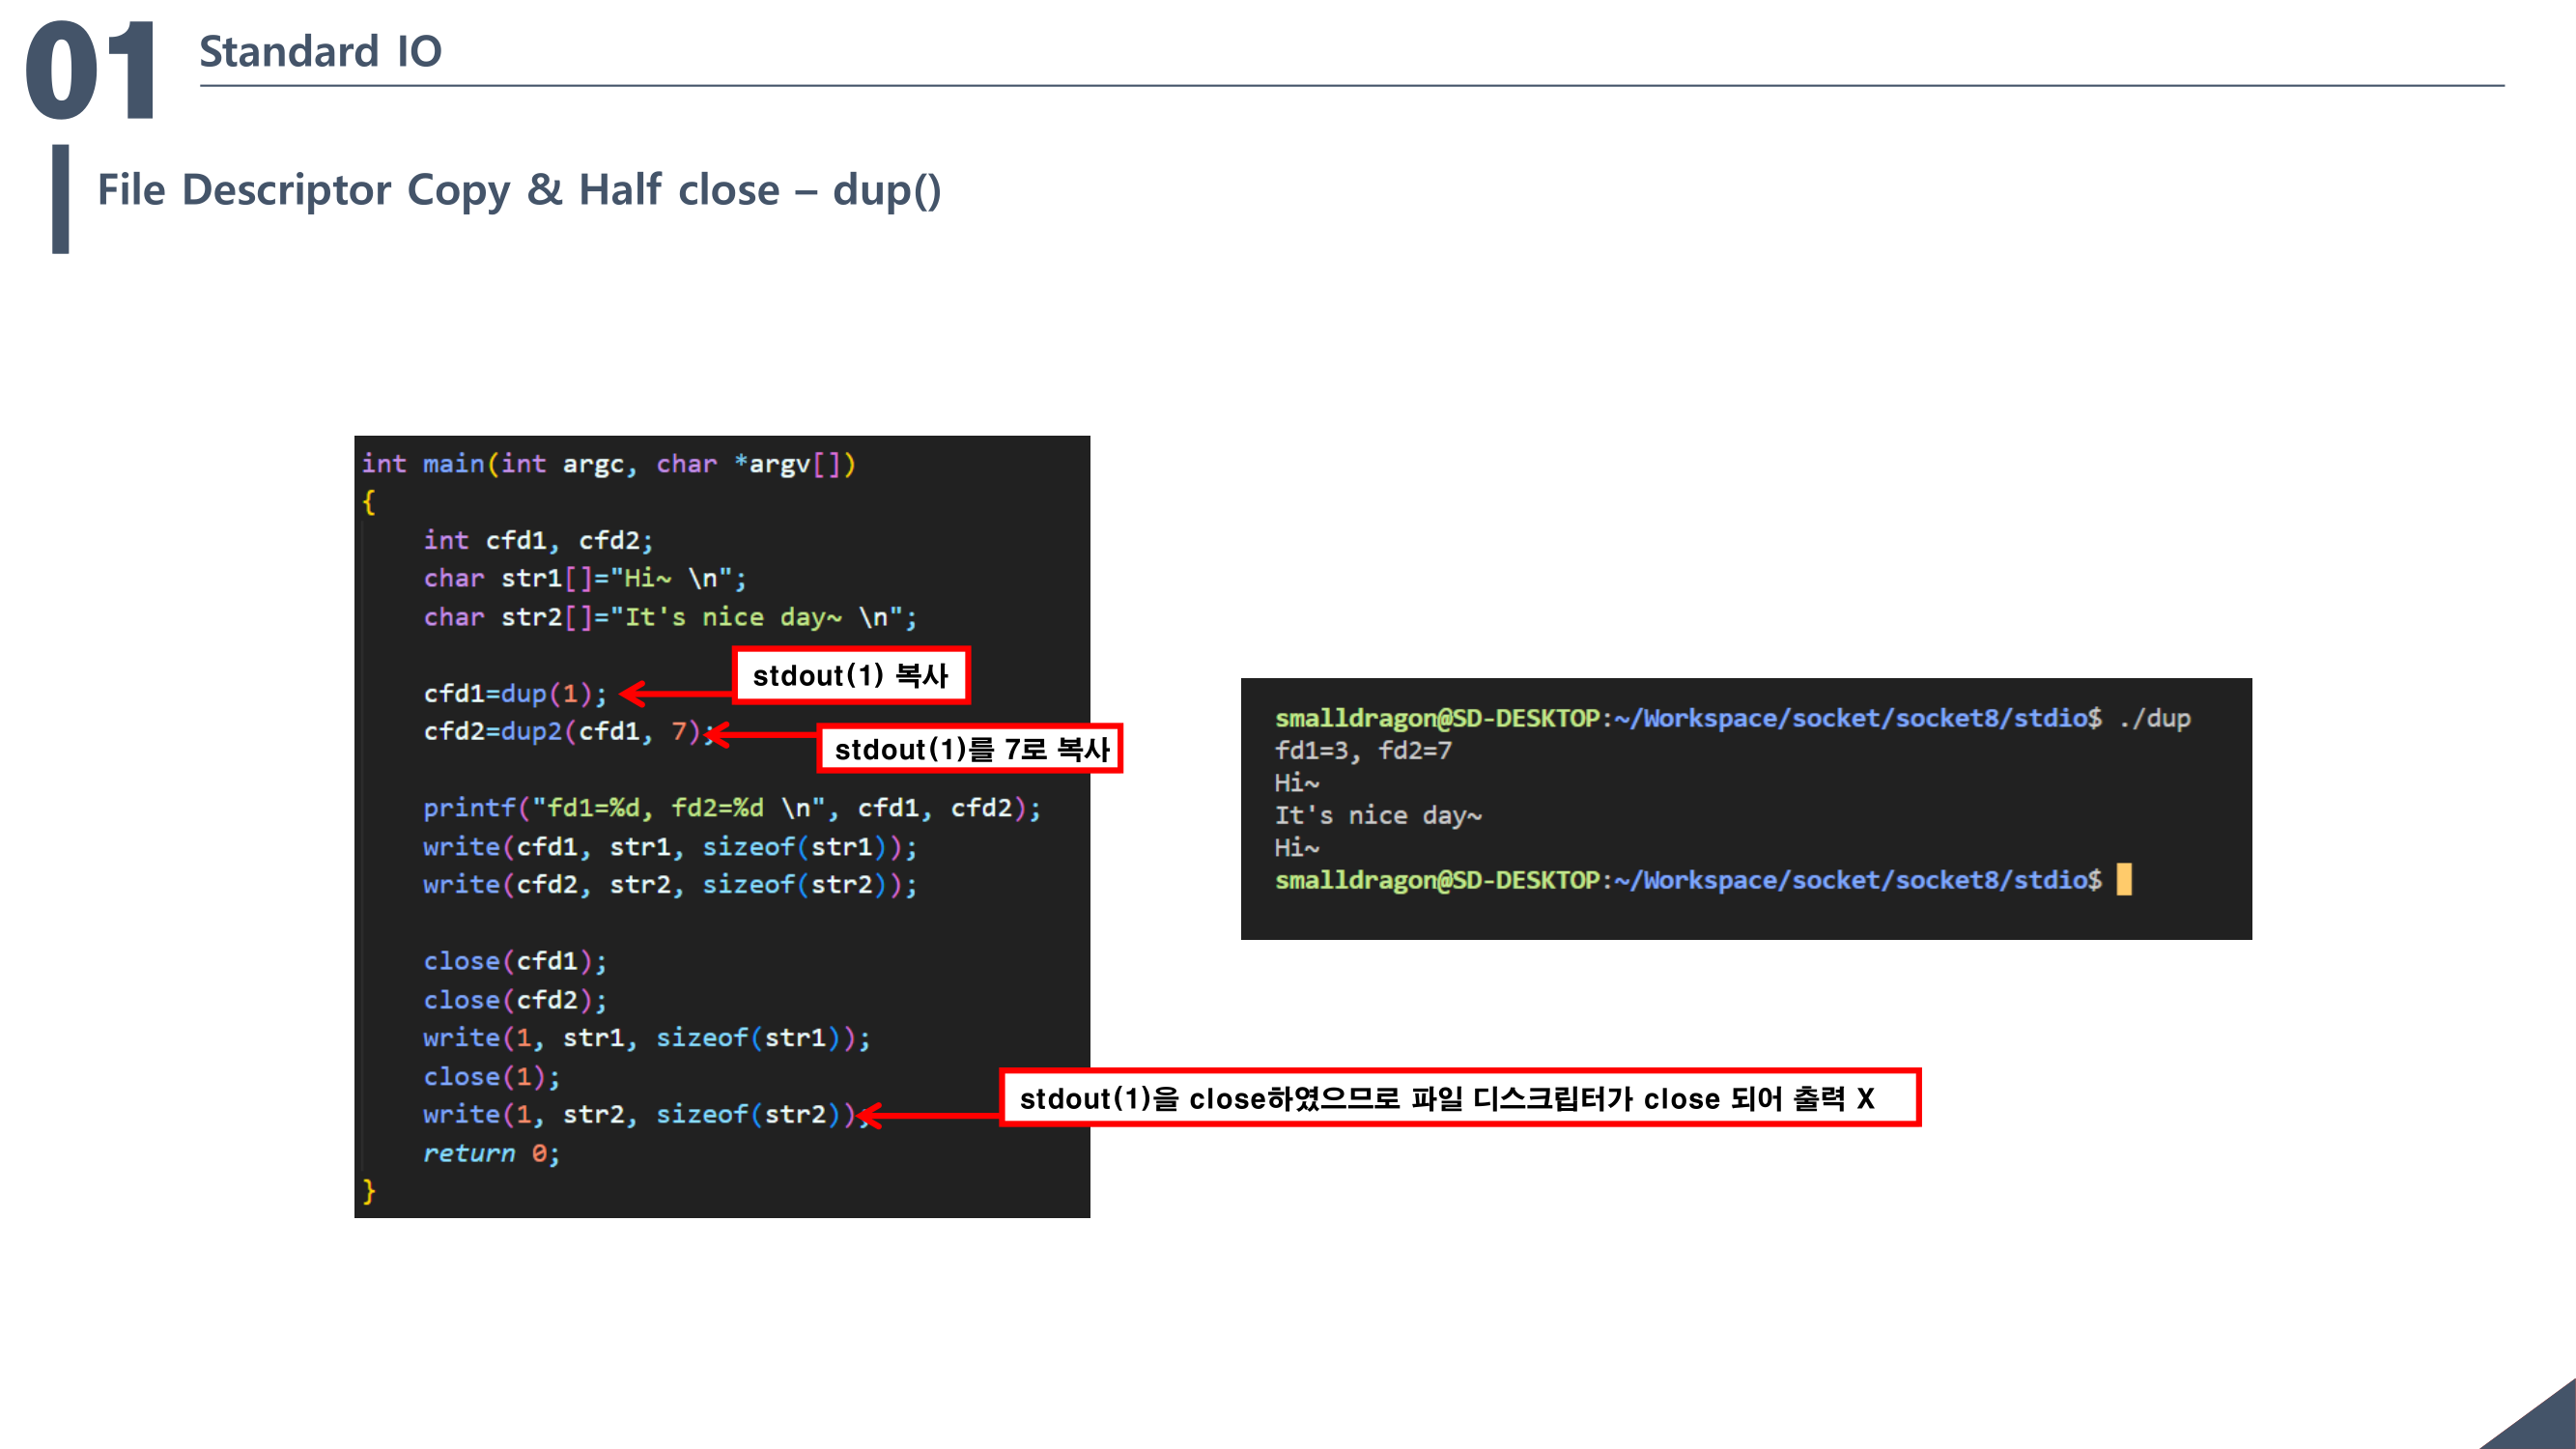 01
Standard IO
File Descriptor Copy & Half close – dup()
int main(int argc, char *argv[])
{
int cfd1, cfd2;
char str1[]="Hi~ \n";
char str2[]="It's nice day~ \n";
stdout(1) 복사
cfd1=dup(1);
cfd2=dup2(cfd1, 7);
stdout(1)를 7로 복사
printf("fd1=%d, fd2=%d \n", cfd1, cfd2);
write(cfd1, str1, sizeof(str1));
write(cfd2, str2, sizeof(str2));
close(cfd1);
close(cfd2);
write(1, str1, sizeof(str1));
close(1);
write(1, str2, sizeof(str2));
stdout(1)을 close하였으므로 파일 디스크립터가 close 되어 출력 X
return 0;
}
smalldragon@SD-DESKTOP:~/Workspace/socket/socket8/stdio$ ./dup
fd1=3, fd2=7
Hi~
It's nice day~
Hi~
smalldragon@SD-DESKTOP:~/Workspace/socket/socket8/stdio$